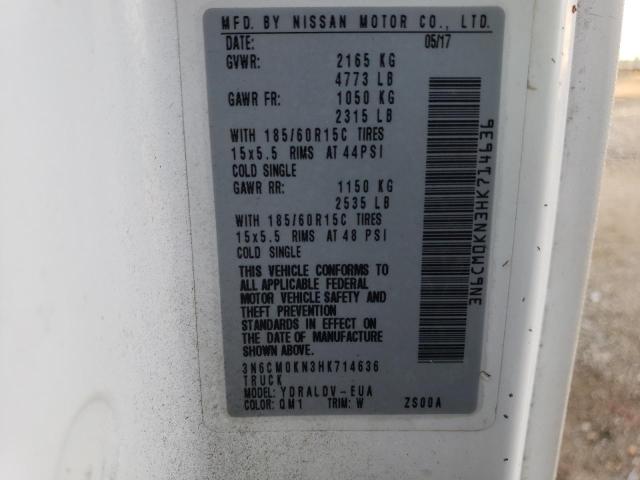 MFD. BY NISSAN MOTOR CO., LTD.
DATE: 05/17
GVWR: 2165 KG
4773 LB
GAWR FR: 1050 KG
2315 LB
WITH 185/60R15C TIRES
15x5.5 RIMS AT 44PSI
COLD SINGLE
GAWR RR: 1150 KG
2535 LB
WITH 185/60R15C TIRES
15x5.5 RIMS AT 48 PSI
COLD SINGLE
THIS VEHICLE CONFORMS TO
ALL APPLICABLE FEDERAL
MOTOR VEHICLE SAFETY AND
THEFT PREVENTION
STANDARDS IN EFFECT ON
THE DATE OF MANUFACTURE
SHOWN ABOVE.
3N6CM0KN3HK714636
TRUCK
MODEL: YDRALDV-EUA
COLOR: QM1 TRIM: W ZS00A
3N6CM0KN3HK714636